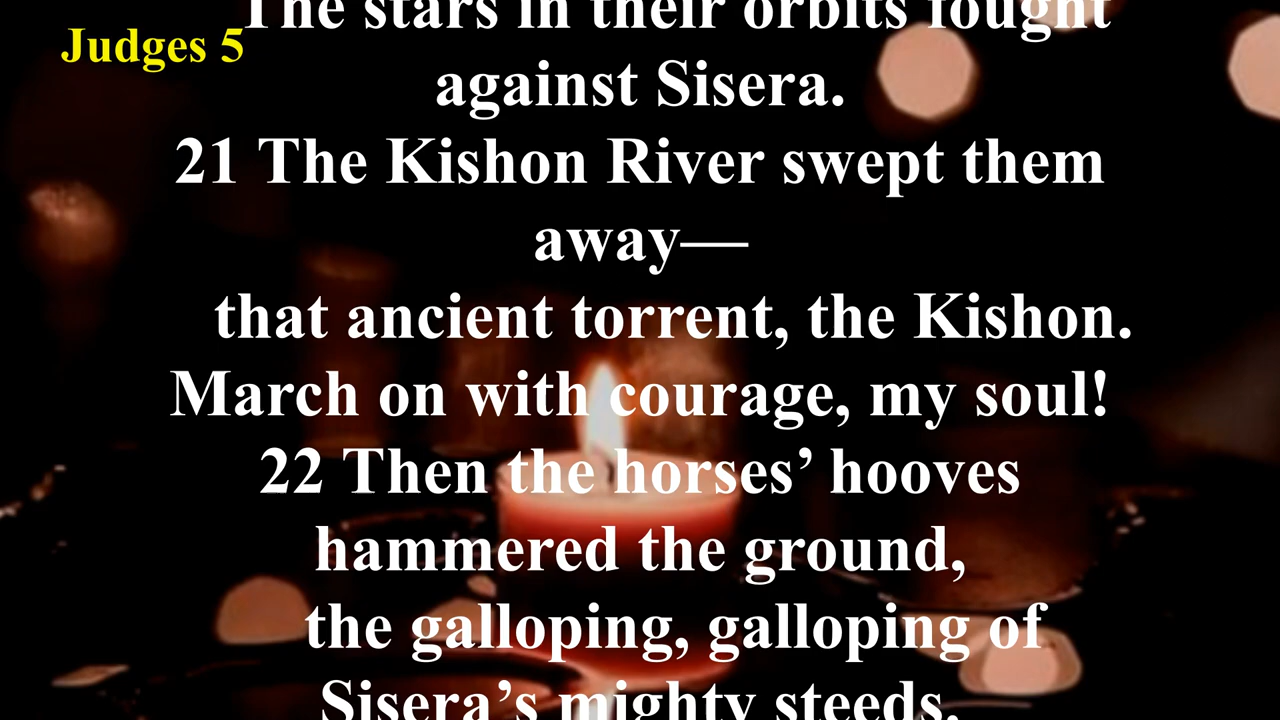 The stars in their orbits fought
Judges 5
against Sisera.
21 The Kishon River swept them
away—
that ancient torrent, the Kishon.
March on with courage, my soul!
22 Then the horses’ hooves
hammered the ground,
the galloping, galloping of
Sisera’s mighty steeds.